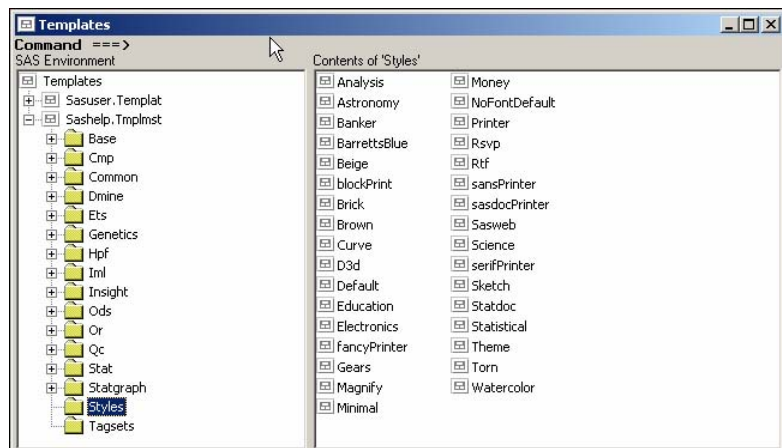 Templates
Command ===>
SAS Environment
Contents of 'Styles'
Templates
Sasuser.Templat
Sashelp.Tmplmst
Base
Cmp
Common
Dmine
Ets
Genetics
Hpf
Iml
Insight
Ods
Or
Qc
Stat
Statgraph
Styles
Tagsets
Analysis
Astronomy
Banker
BarrettsBlue
Beige
blockPrint
Brick
Brown
Curve
D3d
Default
Education
Electronics
fancyPrinter
Gears
Magnify
Minimal
Money
NoFontDefault
Printer
Rsvp
Rtf
sansPrinter
sasdocPrinter
Sasweb
Science
serifPrinter
Sketch
Statdoc
Statistical
Theme
Torn
Watercolor